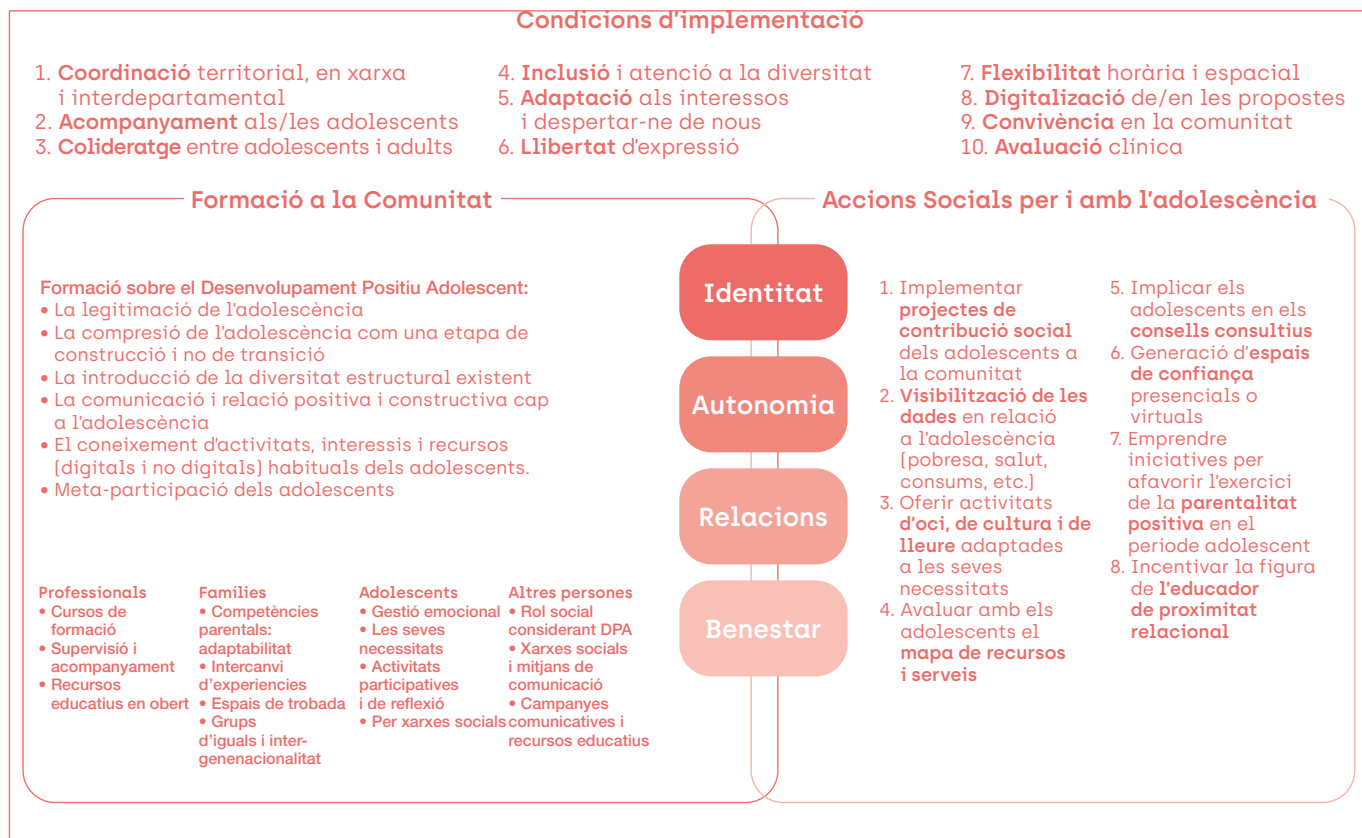 Condicions d'implementació
1. Coordinació territorial, en xarxa
i interdepartamental
2. Acompanyament als/les adolescents
3. Colideratge entre adolescents i adults
4. Inclusió i atenció a la diversitat
5. Adaptació als interessos
i despertar-ne de nous
6. Llibertat d'expressió
7. Flexibilitat horària i espacial
8. Digitalizació de/en les propostes
9. Convivència en la comunitat
10. Avaluació clínica
Formació a la Comunitat
Formació sobre el Desenvolupament Positiu Adolescent:
• La legitimació de l'adolescència
• La compresió de l'adolescència com una etapa de
construcció i no de transició
• La introducció de la diversitat estructural existent
• La comunicació i relació positiva i constructiva cap
a l'adolescència
• El coneixement d'activitats, interessis i recursos
(digitals i no digitals) habituals dels adolescents.
• Meta-participació dels adolescents
Professionals
• Cursos de
formació
• Supervisió i
acompanyament
• Recursos
educatius en obert
Famílies
• Competències
parentals:
adaptabilitat
• Intercanvi
d'experiencies
• Espais de trobada
• Grups
d'iguals i inter-
genenacionalitat
Adolescents
• Gestió emocional
• Les seves
necessitats
• Activitats
participatives
i de reflexió
• Per xarxes socials
Altres persones
• Rol social
considerant DPA
• Xarxes socials
i mitjans de
comunicació
• Campanyes
comunicatives i
recursos educatius
Identitat
Autonomia
Relacions
Benestar
Accions Socials per i amb l'adolescència
1. Implementar
projectes de
contribució social
dels adolescents a
la comunitat
2. Visibilització de les
dades en relació
a l'adolescència
(pobresa, salut,
consums, etc.)
3. Oferir activitats
d'oci, de cultura i de
lleure adaptades
a les seves
necessitats
4. Avaluar amb els
adolescents el
mapa de recursos
i serveis
5. Implicar els
adolescents en els
consells consultius
6. Generació d'espais
de confiança
presencials o
virtuals
7. Emprendre
iniciatives per
afavorir l'exercici
de la parentalitat
positiva en el
període adolescent
8. Incentivar la figura
de l'educador
de proximitat
relacional